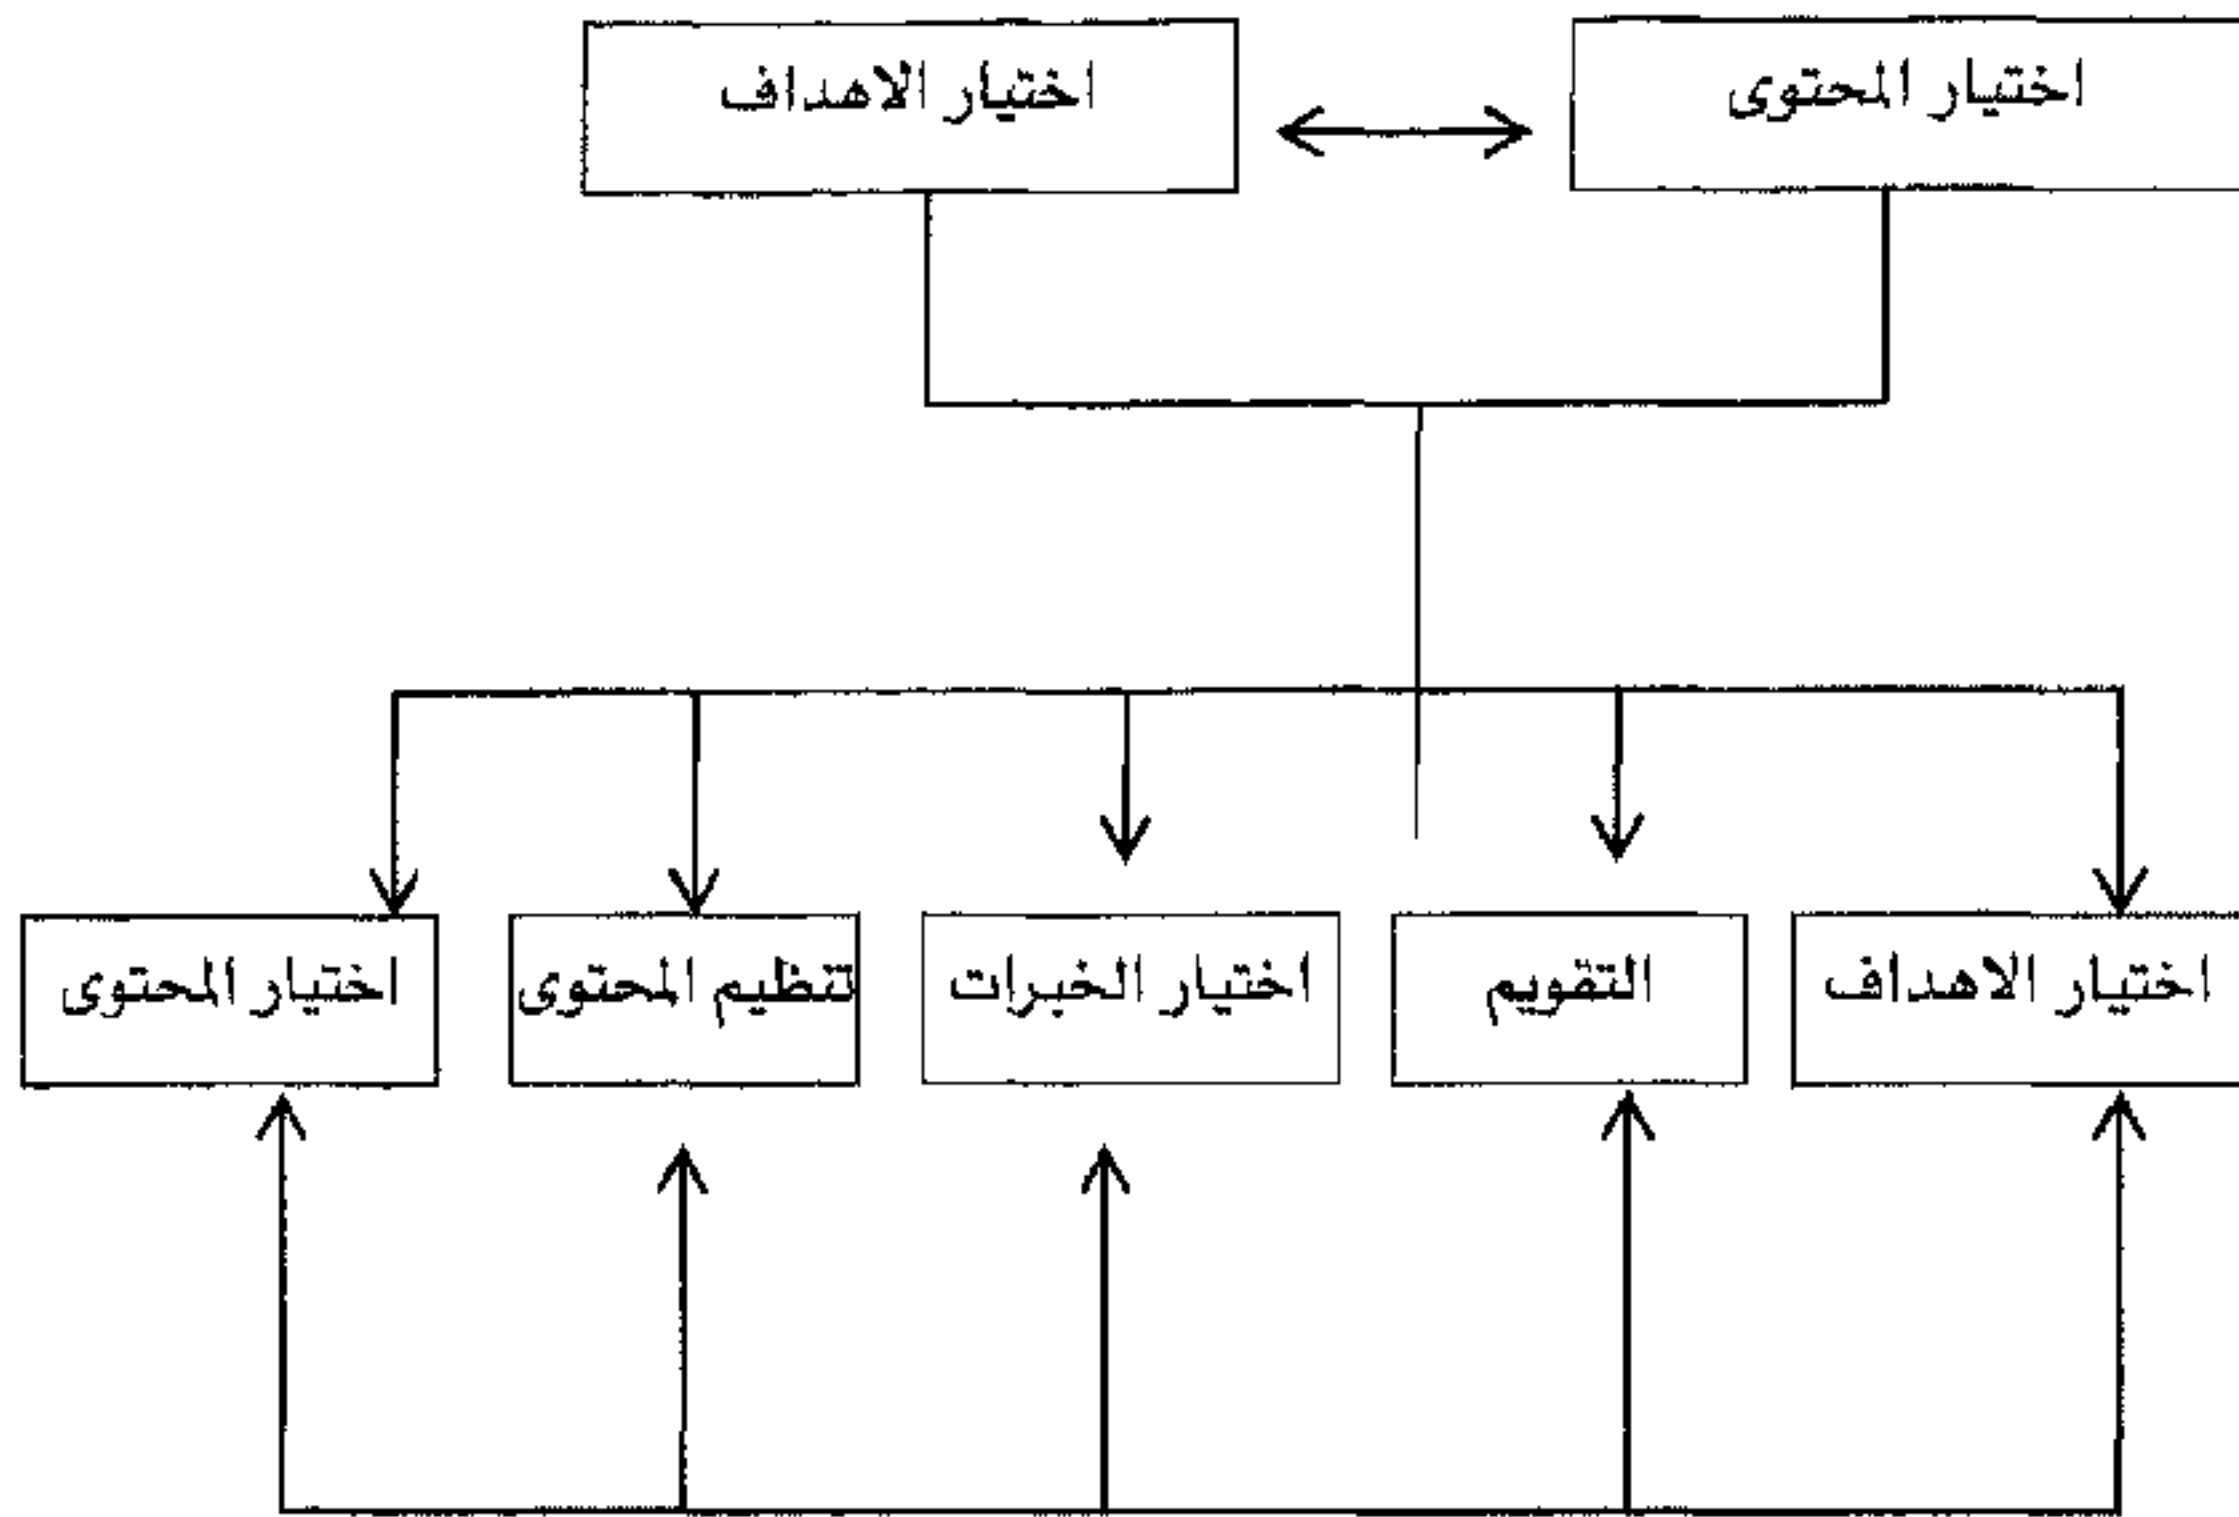 اختيار المحتوى
اختيار الاهداف
اختيار الاهداف
التقويم
اختيار الخبرات
تنظيم المحتوى
اختيار المحتوى